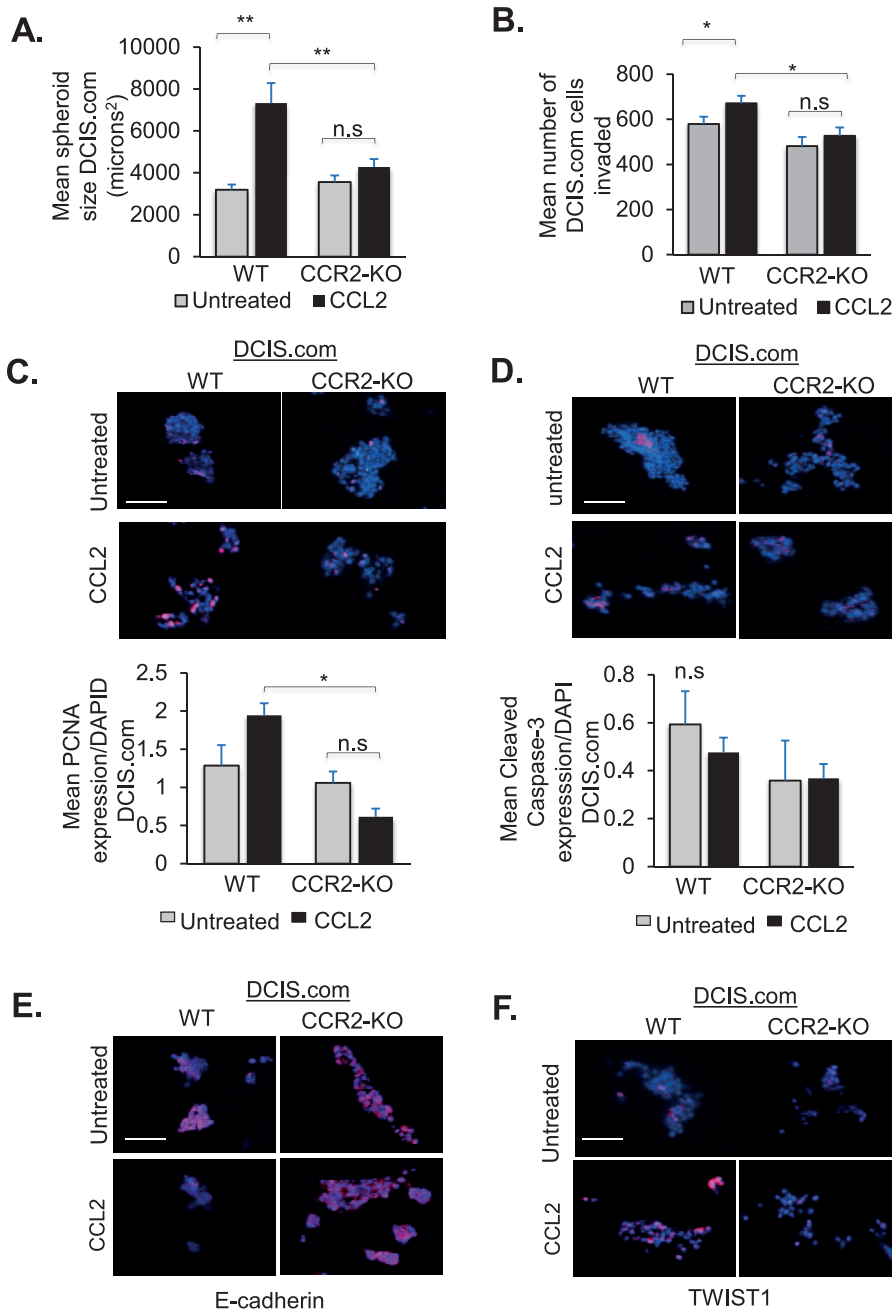 A.
**
**
n.s
10000
8000
6000
4000
2000
0
Mean spheroid
size DCIS.com
(microns²)
WT CCR2-KO
Untreated CCL2
B.
*
*
n.s
800
600
400
200
0
Mean number of
DCIS.com cells
invaded
WT CCR2-KO
Untreated CCL2
C.
DCIS.com
WT CCR2-KO
Untreated
CCL2
*
n.s
2.5
2
1.5
1
0.5
0
Mean PCNA
expression/DAPID
DCIS.com
WT CCR2-KO
Untreated CCL2
D.
DCIS.com
WT CCR2-KO
untreated
CCL2
n.s
0.8
0.6
0.4
0.2
0
Mean Cleaved
Caspase-3
expresssion/DAPI
DCIS.com
WT CCR2-KO
Untreated CCL2
E.
DCIS.com
WT CCR2-KO
Untreated
CCL2
E-cadherin
F.
DCIS.com
WT CCR2-KO
Untreated
CCL2
TWIST1